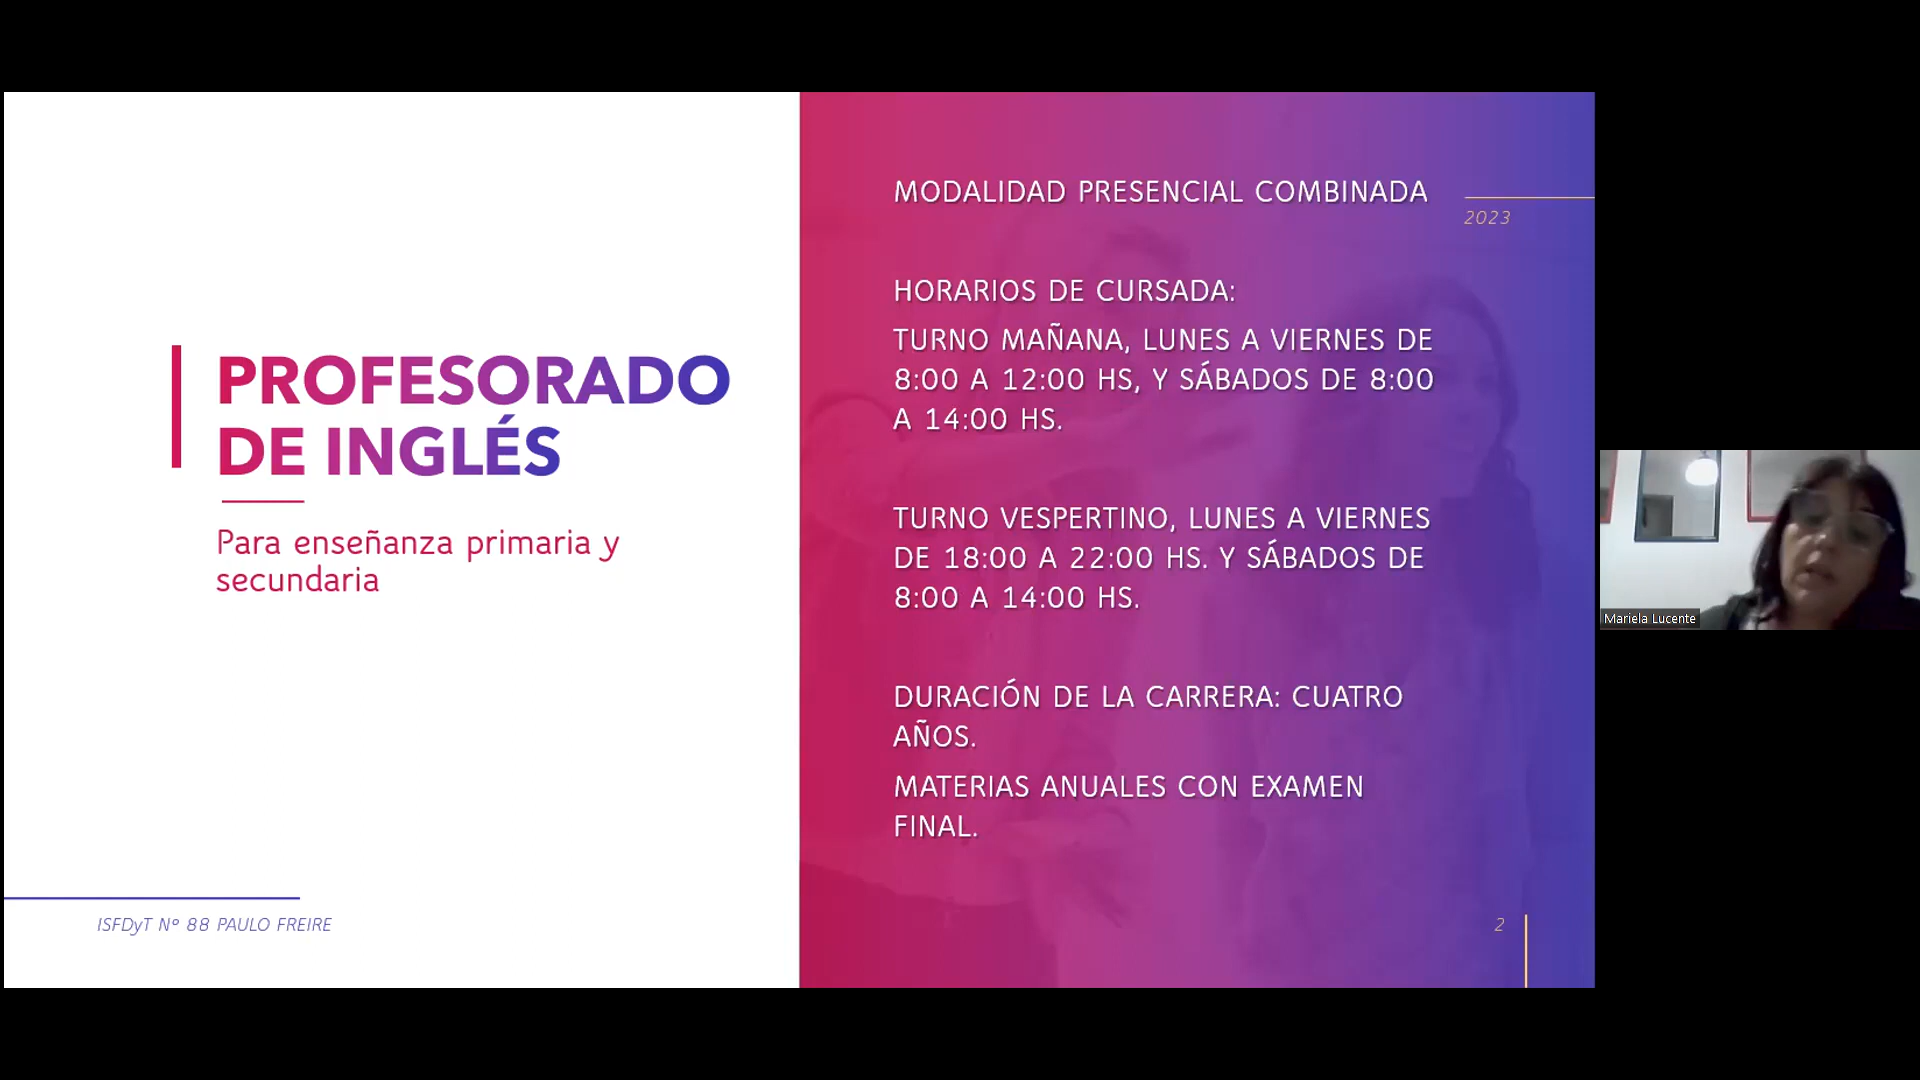 PROFESORADO
DE INGLÉS
Para enseñanza primaria y
secundaria
ISFDyT Nº 88 PAULO FREIRE
MODALIDAD PRESENCIAL COMBINADA
2023
HORARIOS DE CURSADA:
TURNO MAÑANA, LUNES A VIERNES DE
8:00 A 12:00 HS, Y SÁBADOS DE 8:00
A 14:00 HS.
TURNO VESPERTINO, LUNES A VIERNES
DE 18:00 A 22:00 HS. Y SÁBADOS DE
8:00 A 14:00 HS.
DURACIÓN DE LA CARRERA: CUATRO
AÑOS.
MATERIAS ANUALES CON EXAMEN
FINAL.
2
Mariela Lucente